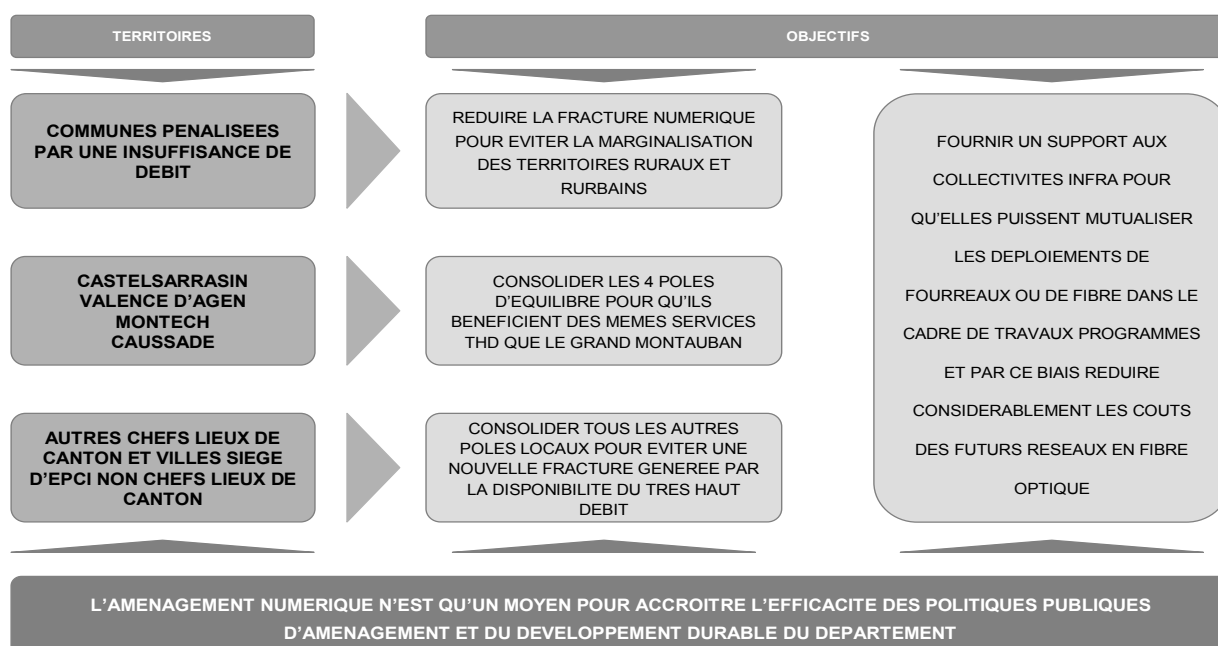 TERRITOIRES
OBJECTIFS
COMMUNES PENALISEES
PAR UNE INSUFFISANCE DE
DEBIT
REDUIRE LA FRACTURE NUMERIQUE
POUR EVITER LA MARGINALISATION
DES TERRITOIRES RURAUX ET
RURBAINS
CASTELSARRASIN
VALENCE D’AGEN
MONTECH
CAUSSADE
CONSOLIDER LES 4 POLES
D’EQUILIBRE POUR QU’ILS
BENEFICIENT DES MEMES SERVICES
THD QUE LE GRAND MONTAUBAN
AUTRES CHEFS LIEUX DE
CANTON ET VILLES SIEGE
D’EPCI NON CHEFS LIEUX DE
CANTON
CONSOLIDER TOUS LES AUTRES
POLES LOCAUX POUR EVITER UNE
NOUVELLE FRACTURE GENEREE PAR
LA DISPONIBILITE DU TRES HAUT
DEBIT
FOURNIR UN SUPPORT AUX
COLLECTIVITES INFRA POUR
QU’ELLES PUISSENT MUTUALISER
LES DEPLOIEMENTS DE
FOURREAUX OU DE FIBRE DANS LE
CADRE DE TRAVAUX PROGRAMMES
ET PAR CE BIAIS REDUIRE
CONSIDERABLEMENT LES COUTS
DES FUTURS RESEAUX EN FIBRE
OPTIQUE
L’AMENAGEMENT NUMERIQUE N’EST QU’UN MOYEN POUR ACCROITRE L’EFFICACITE DES POLITIQUES PUBLIQUES
D’AMENAGEMENT ET DU DEVELOPPEMENT DURABLE DU DEPARTEMENT